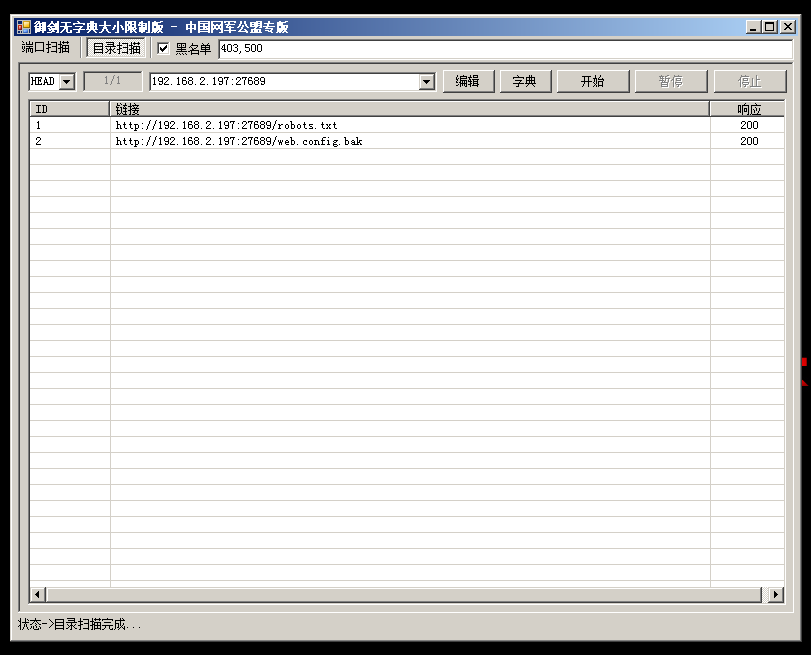 御剑无字典大小限制版 - 中国网军公盟专版
端口扫描 目录扫描 黑名单 403,500
HEAD 1/1 192.168.2.197:27689 编辑 字典 开始 暂停 停止
ID 链接 响应
1 http://192.168.2.197:27689/robots.txt 200
2 http://192.168.2.197:27689/web.config.bak 200
状态->目录扫描完成...